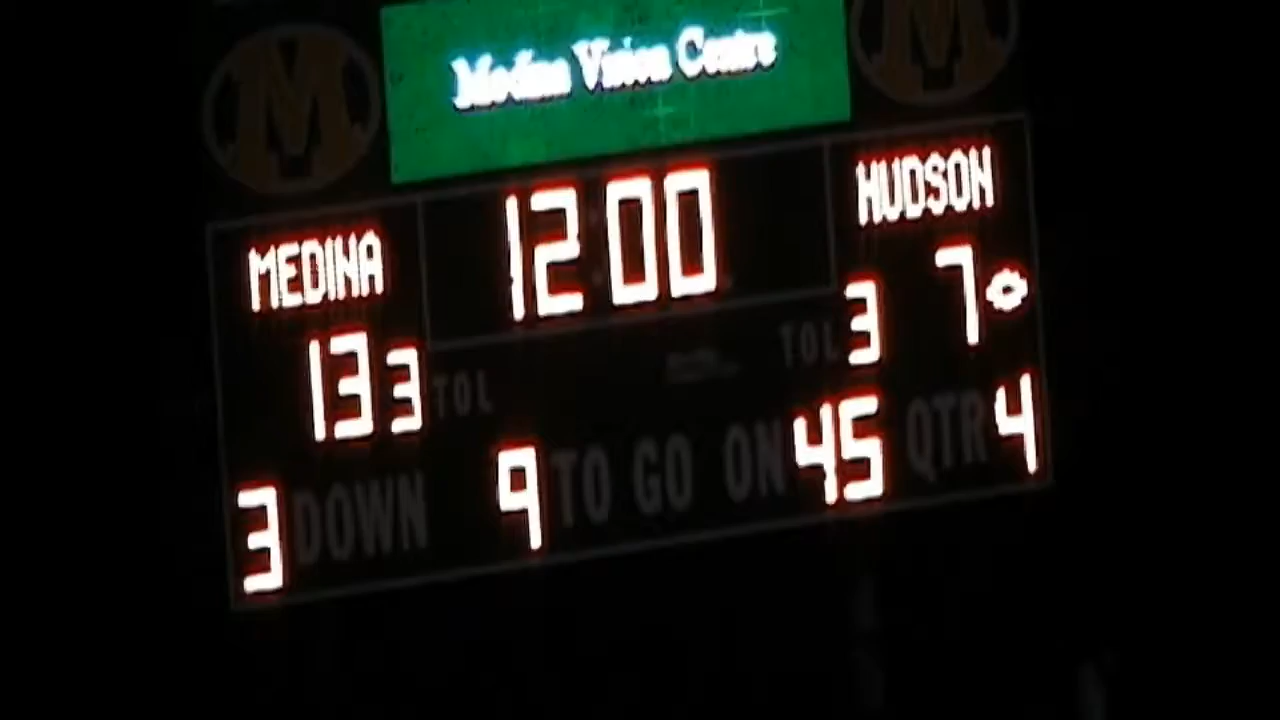 M M
Medina Vision Centre
MEDINA 12 00 HUDSON
13 3 TOL TOL 3 7
3 DOWN 9 TO GO ON 45 QTR 4